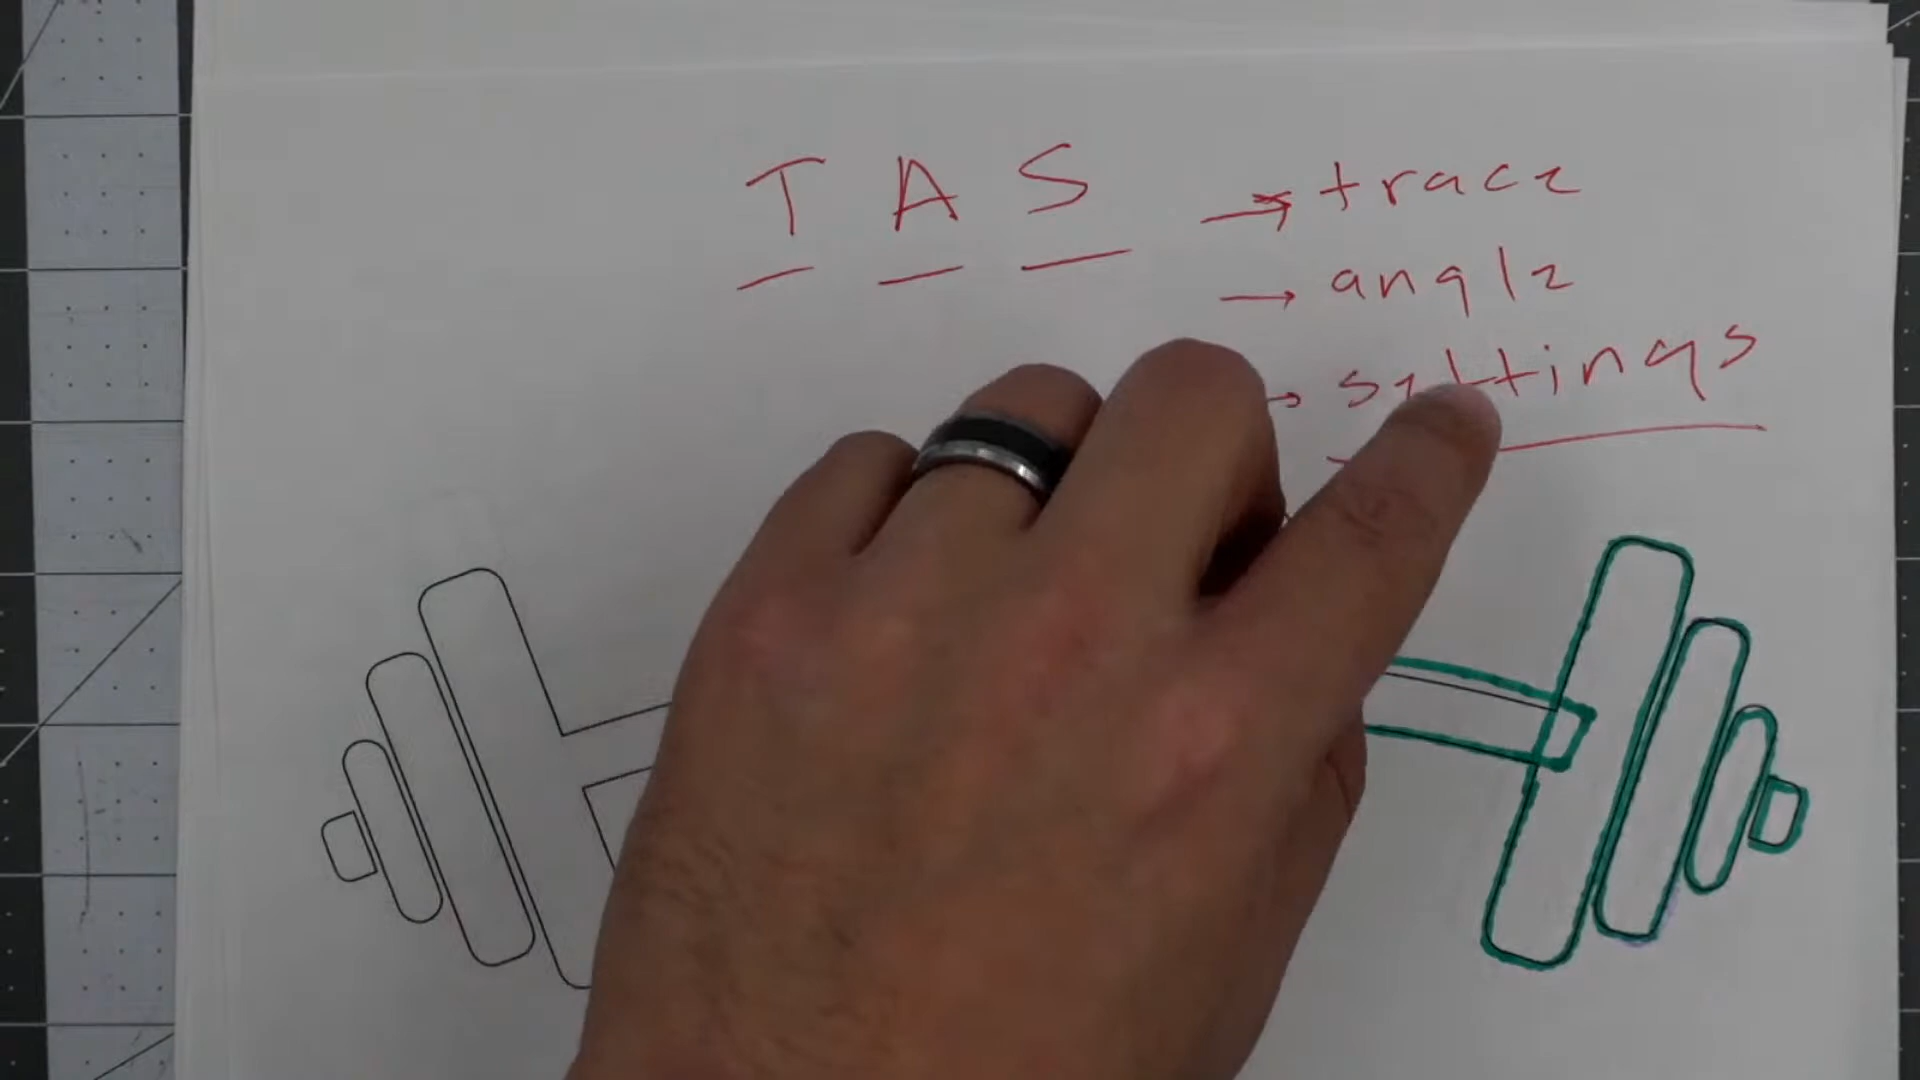 T A S → trace
→ angle
→ settings